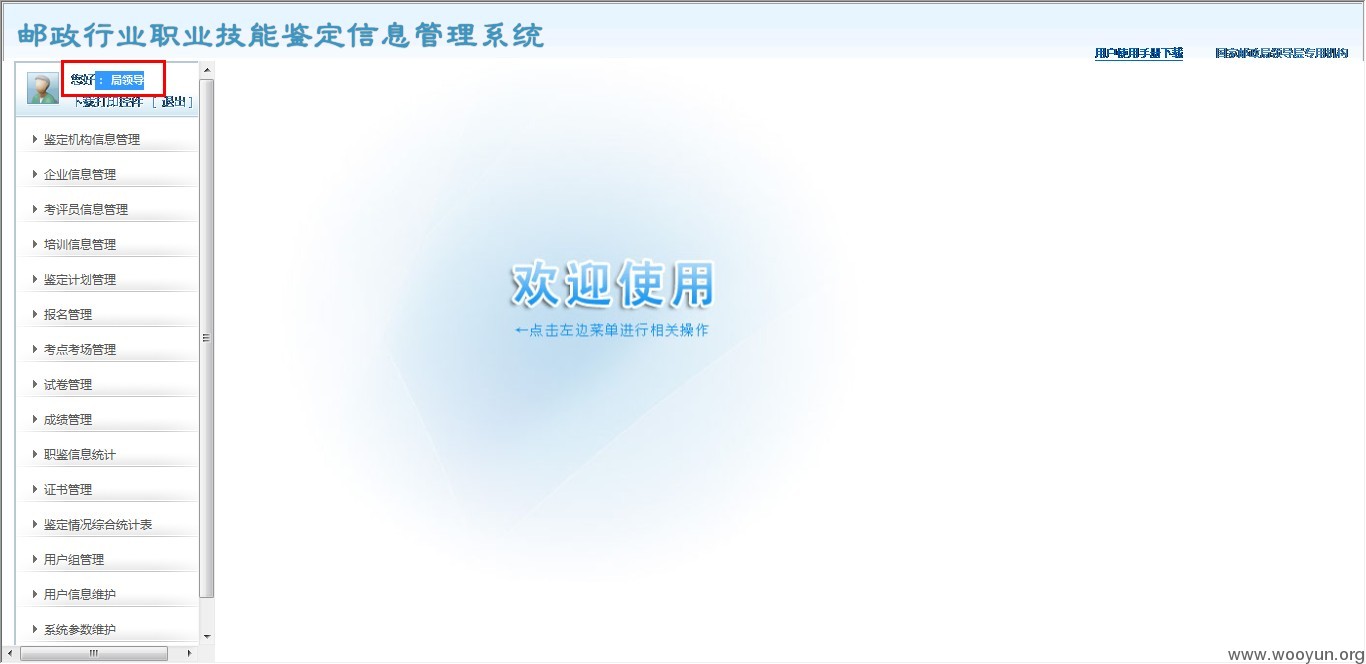 邮政行业职业技能鉴定信息管理系统
用户使用手册下载 国家邮政局领导层专用机构
您好：局领导
下载打印控件 [退出]
鉴定机构信息管理
企业信息管理
考评员信息管理
培训信息管理
鉴定计划管理
报名管理
考点考场管理
试卷管理
成绩管理
职鉴信息统计
证书管理
鉴定情况综合统计表
用户组管理
用户信息维护
系统参数维护
欢迎使用
←点击左边菜单进行相关操作
www.wooyun.org